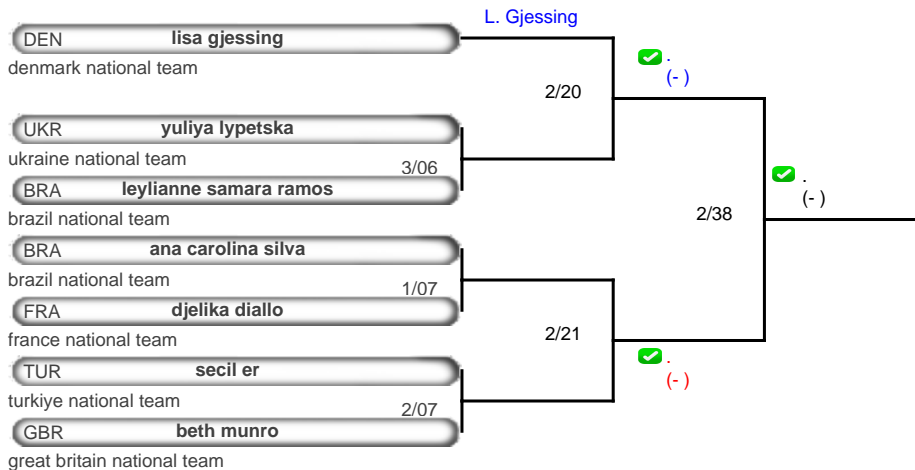 L. Gjessing
DEN lisa gjessing
denmark national team
.
(- )
2/20
UKR yuliya lypetska
ukraine national team
3/06
BRA leylianne samara ramos
brazil national team
.
(- )
2/38
BRA ana carolina silva
brazil national team
1/07
FRA djelika diallo
france national team
2/21
.
(- )
TUR secil er
turkiye national team
2/07
GBR beth munro
great britain national team